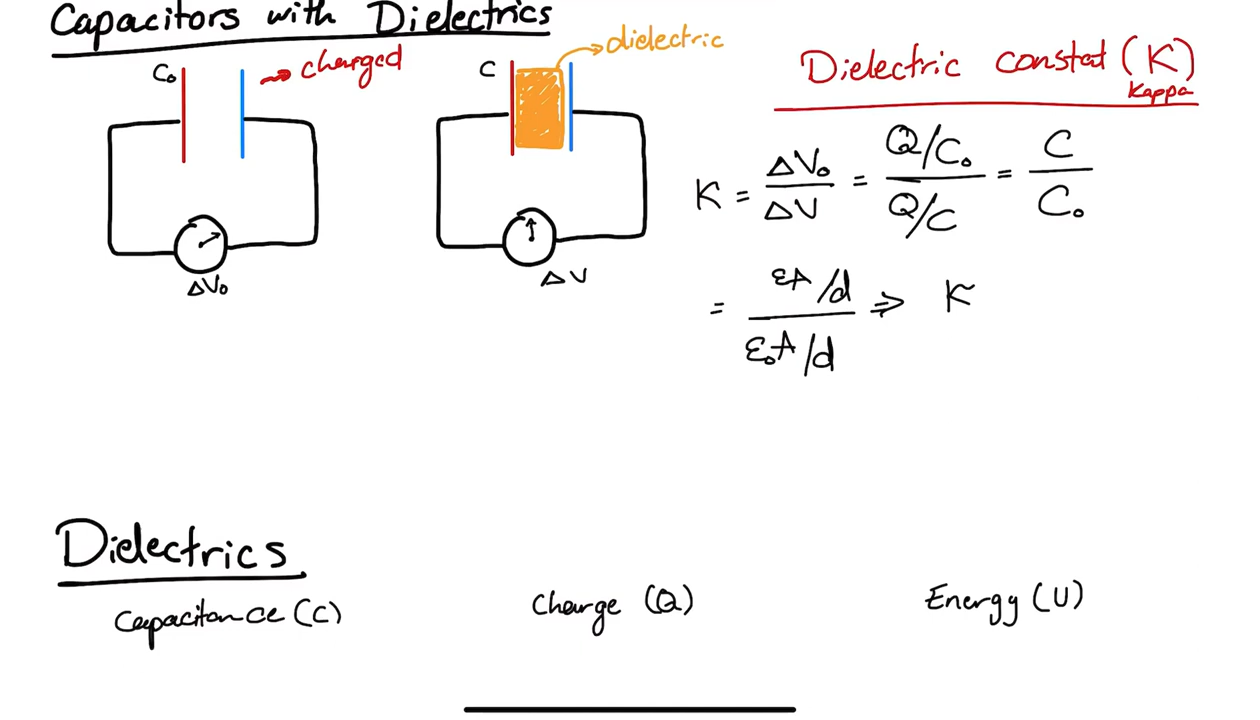 Capacitors with Dielectrics
C₀ → charged
C → dielectric
ΔV₀
ΔV
Dielectric constat (K)
Kappa
K = ΔV₀/ΔV = (Q/C₀)/(Q/C) = C/C₀
= (εA/d)/(ε₀A/d) ⇒ K
Dielectrics
Capacitance (C)
Charge (Q)
Energy (U)